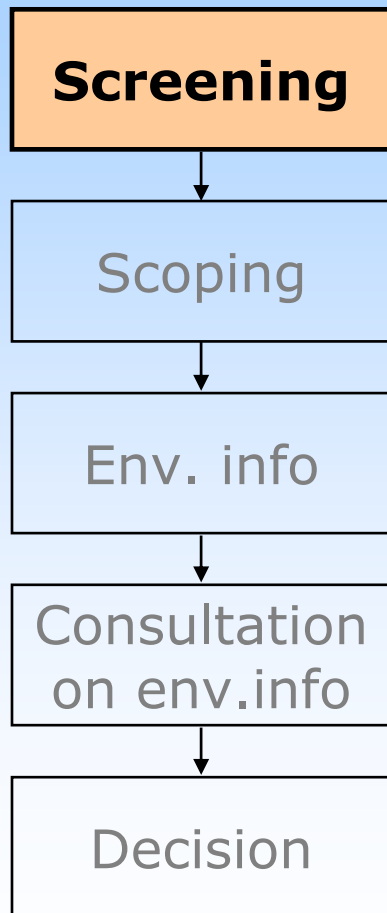 Screening
Scoping
Env. info
Consultation
on env.info
Decision